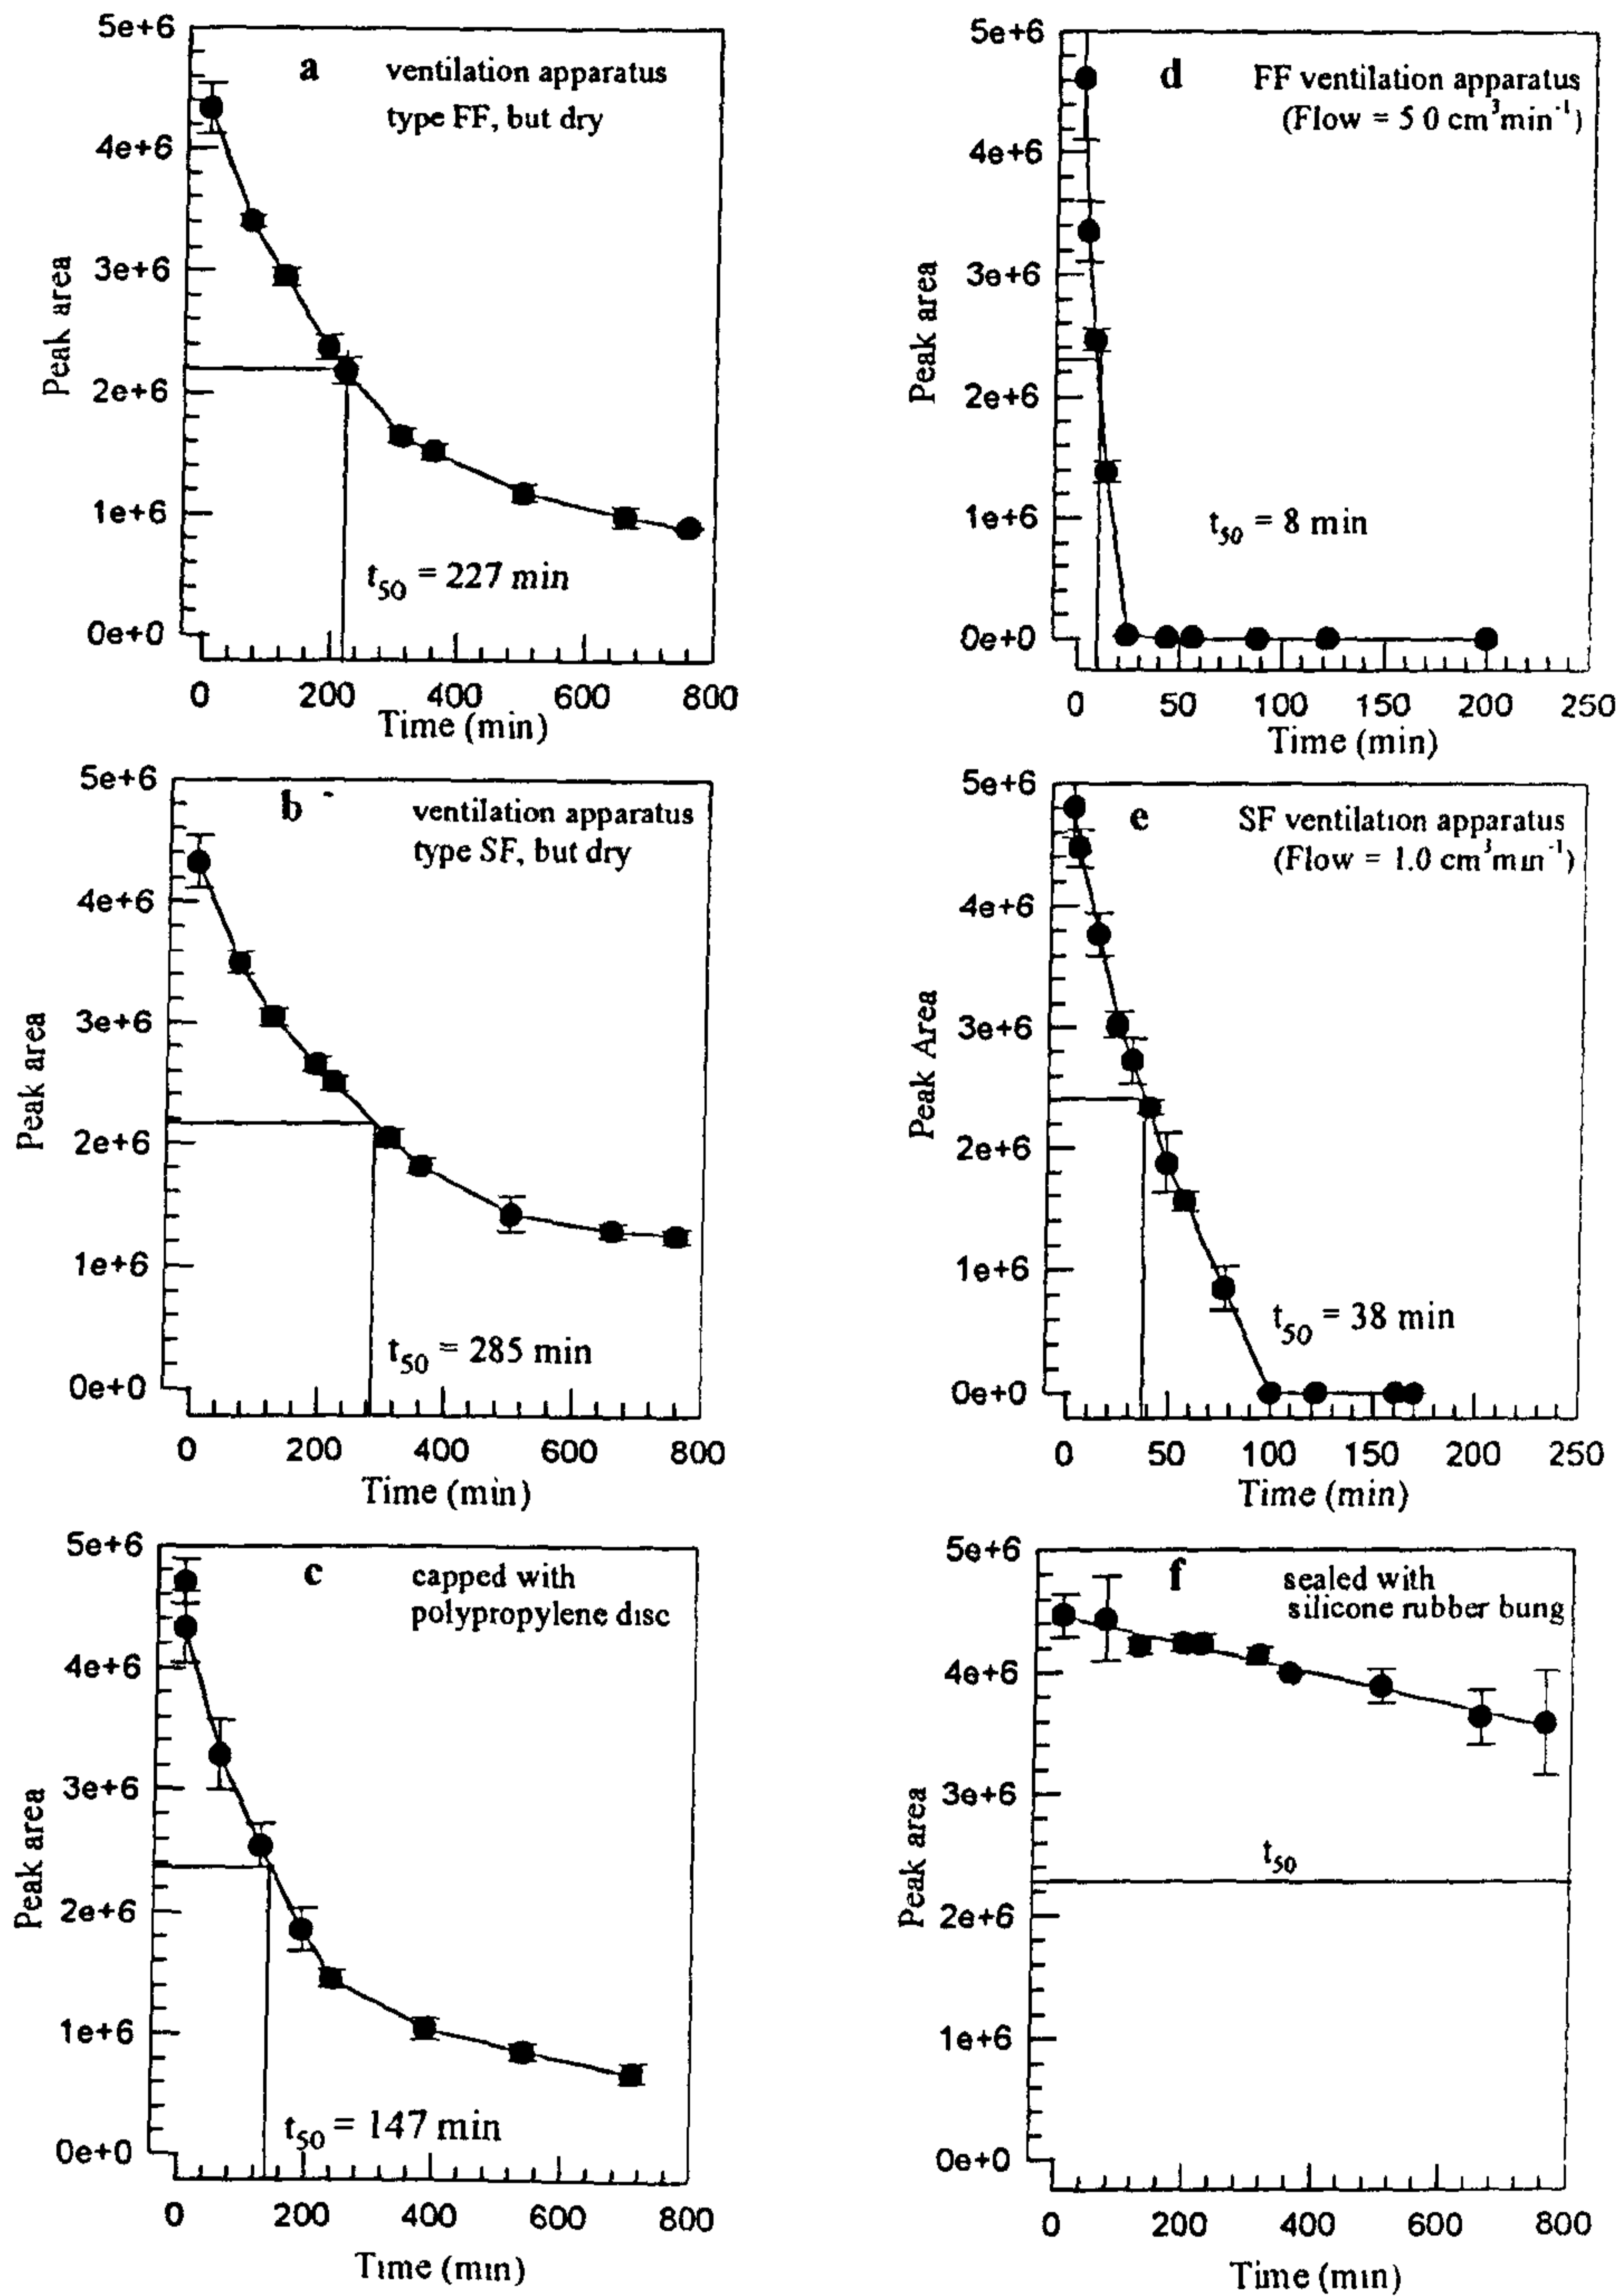 5e+6
4e+6
3e+6
2e+6
1e+6
0e+0
Peak area
a
ventilation apparatus
type FF, but dry
t50 = 227 min
0 200 400 600 800
Time (min)
5e+6
4e+6
3e+6
2e+6
1e+6
0e+0
Peak area
d
FF ventilation apparatus
(Flow = 5 0 cm³min⁻¹)
t50 = 8 min
0 50 100 150 200 250
Time (min)
5e+6
4e+6
3e+6
2e+6
1e+6
0e+0
Peak area
b
ventilation apparatus
type SF, but dry
t50 = 285 min
0 200 400 600 800
Time (min)
5e+6
4e+6
3e+6
2e+6
1e+6
0e+0
Peak Area
e
SF ventilation apparatus
(Flow = 1.0 cm³min⁻¹)
t50 = 38 min
0 50 100 150 200 250
Time (min)
5e+6
4e+6
3e+6
2e+6
1e+6
0e+0
Peak area
c
capped with
polypropylene disc
t50 = 147 min
0 200 400 600 800
Time (min)
5e+6
4e+6
3e+6
2e+6
1e+6
0e+0
Peak area
f
sealed with
silicone rubber bung
t50
0 200 400 600 800
Time (min)